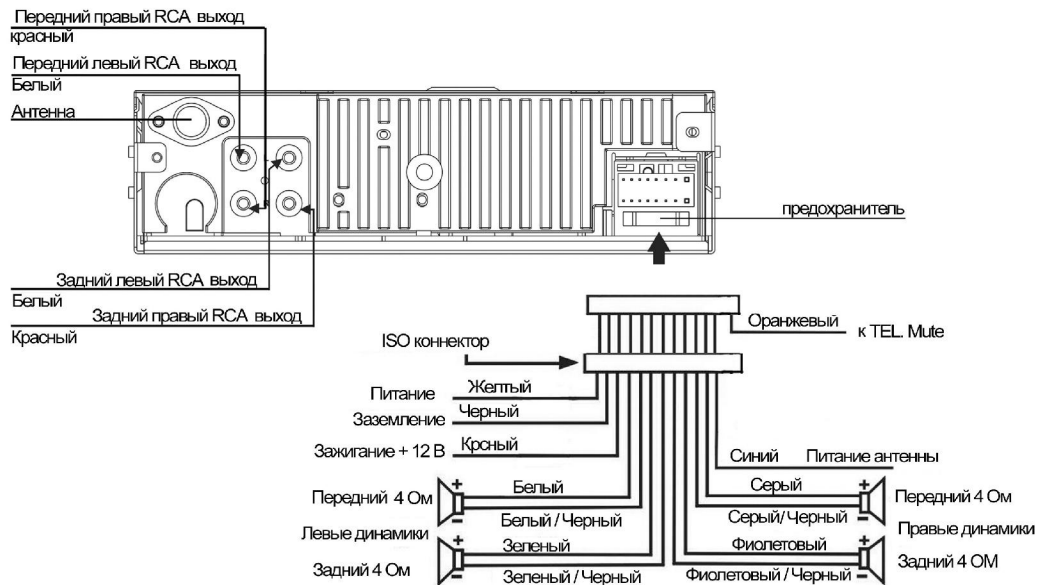 Передний правый RCA выход
красный
Передний левый RCA выход
Белый
Антенна
предохранитель
Задний левый RCA выход
Белый
Задний правый RCA выход
Красный
Оранжевый
к TEL. Mute
ISO коннектор
Питание
Желтый
Заземление
Черный
Зажигание + 12 В
Крсный
Синий
Питание антенны
Передний 4 Ом
Белый
Белый / Черный
Левые динамики
Зеленый
Задний 4 Ом
Зеленый / Черный
Серый
Передний 4 Ом
Серый/ Черный
Правые динамики
Фиолетовый
Задний 4 ОМ
Фиолетовый / Черный